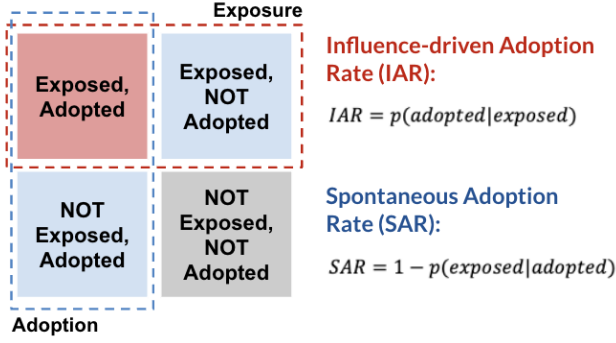 Exposure
Exposed,
Adopted
Exposed,
NOT
Adopted
NOT
Exposed,
Adopted
NOT
Exposed,
NOT
Adopted
Adoption
Influence-driven Adoption
Rate (IAR):
IAR = p(adopted|exposed)
Spontaneous Adoption
Rate (SAR):
SAR = 1 − p(exposed|adopted)